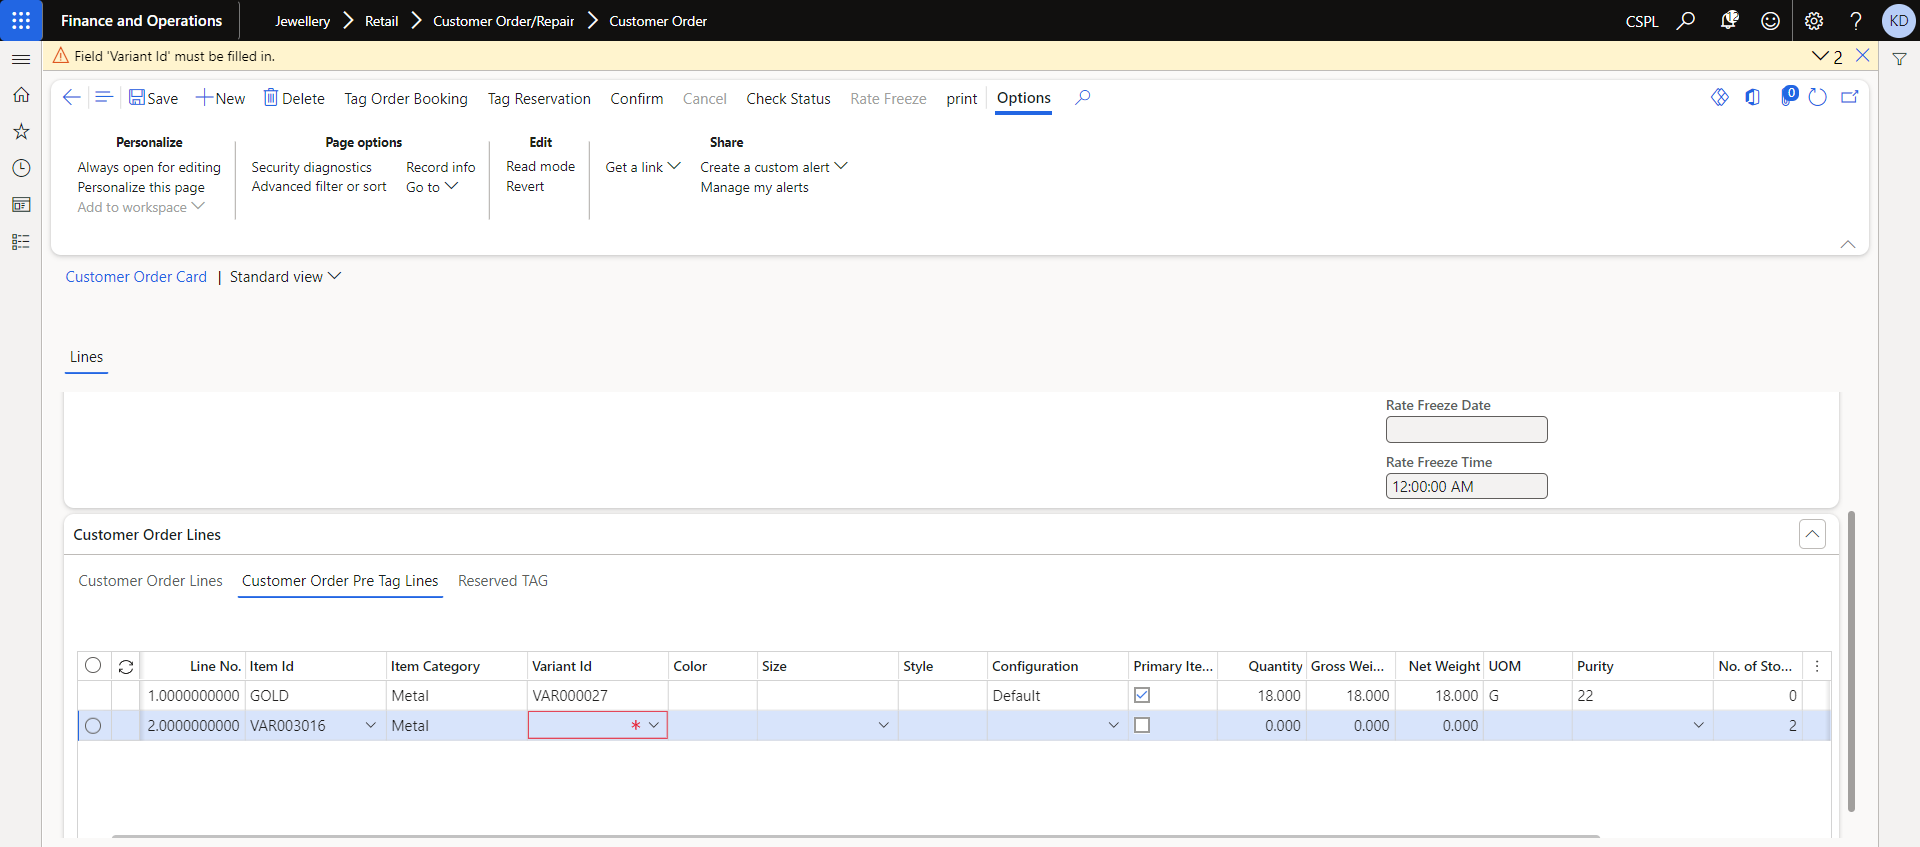 Finance and Operations
Jewellery Retail Customer Order/Repair Customer Order
CSPL
12
KD
Field 'Variant Id' must be filled in.
2
Save
New
Delete
Tag Order Booking
Tag Reservation
Confirm
Cancel
Check Status
Rate Freeze
print
Options
0
Personalize
Always open for editing
Personalize this page
Add to workspace
Page options
Security diagnostics
Advanced filter or sort
Record info
Go to
Edit
Read mode
Revert
Share
Get a link
Create a custom alert
Manage my alerts
Customer Order Card | Standard view
Lines
Rate Freeze Date
Rate Freeze Time
12:00:00 AM
Customer Order Lines
Customer Order Lines Customer Order Pre Tag Lines Reserved TAG
Line No. Item Id Item Category Variant Id Color Size Style Configuration Primary Ite... Quantity Gross Wei... Net Weight UOM Purity No. of Sto...
1.0000000000 GOLD Metal VAR000027 Default 18.000 18.000 18.000 G 22 0
2.0000000000 VAR003016 Metal * 0.000 0.000 0.000 2